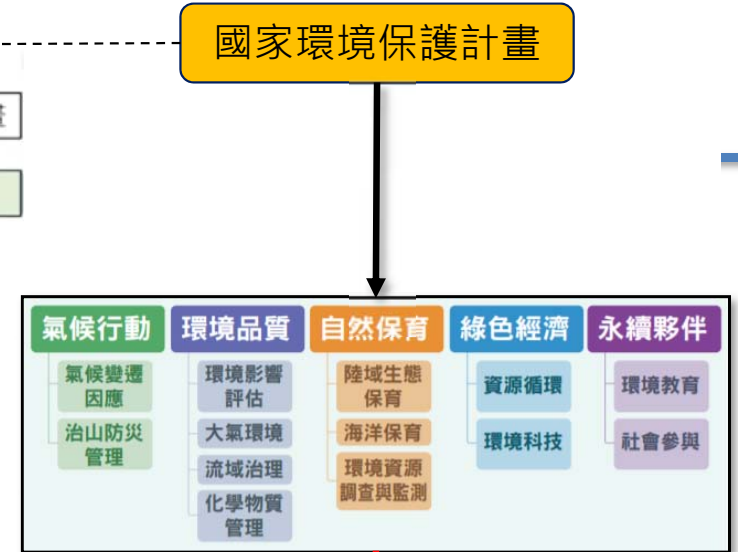 國家環境保護計畫
畫
氣候行動
環境品質
自然保育
綠色經濟
永續夥伴
氣候變遷
因應
治山防災
管理
環境影響
評估
大氣環境
流域治理
化學物質
管理
陸域生態
保育
海洋保育
環境資源
調查與監測
資源循環
環境科技
環境教育
社會參與